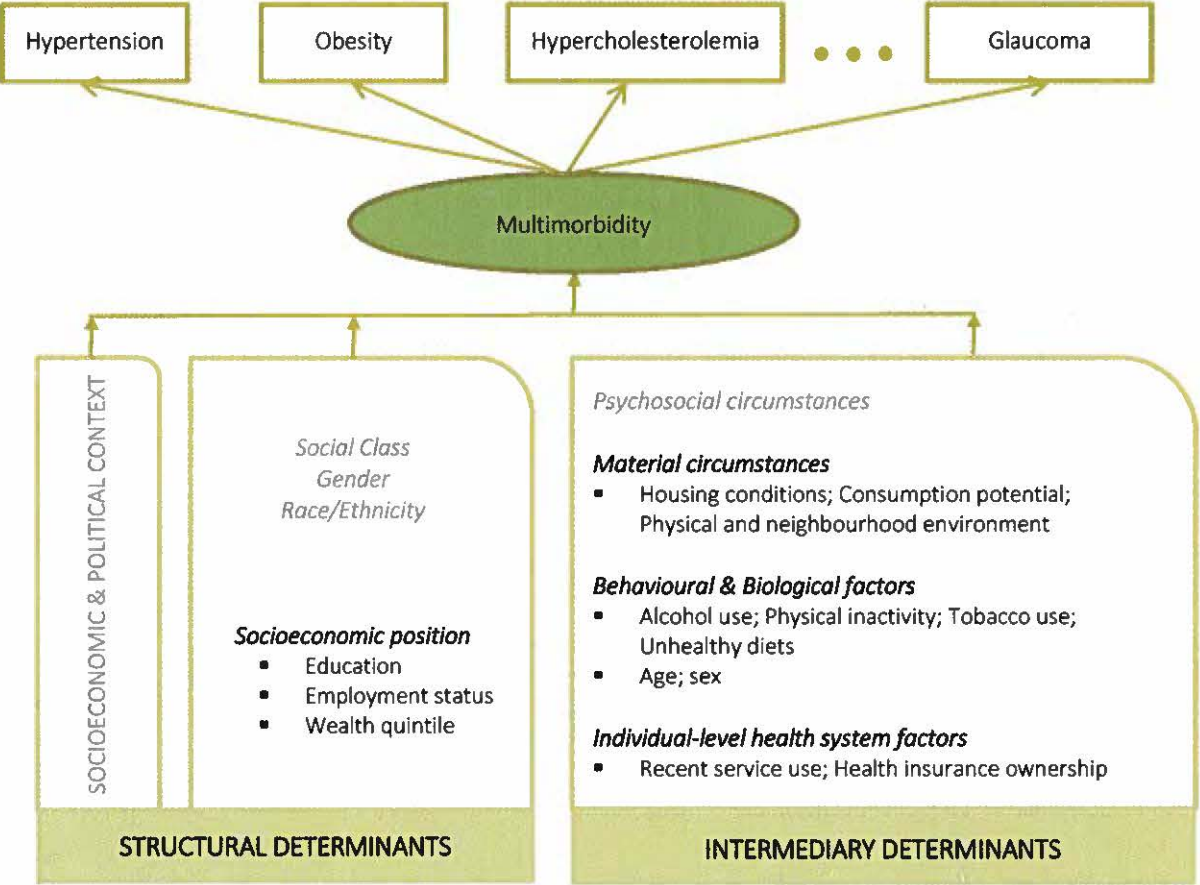 Hypertension
Obesity
Hypercholesterolemia
Glaucoma
Multimorbidity
SOCIOECONOMIC & POLITICAL CONTEXT
Social Class
Gender
Race/Ethnicity
Socioeconomic position
▪ Education
▪ Employment status
▪ Wealth quintile
STRUCTURAL DETERMINANTS
Psychosocial circumstances
Material circumstances
▪ Housing conditions; Consumption potential;
Physical and neighbourhood environment
Behavioural & Biological factors
▪ Alcohol use; Physical inactivity; Tobacco use;
Unhealthy diets
▪ Age; sex
Individual-level health system factors
▪ Recent service use; Health insurance ownership
INTERMEDIARY DETERMINANTS